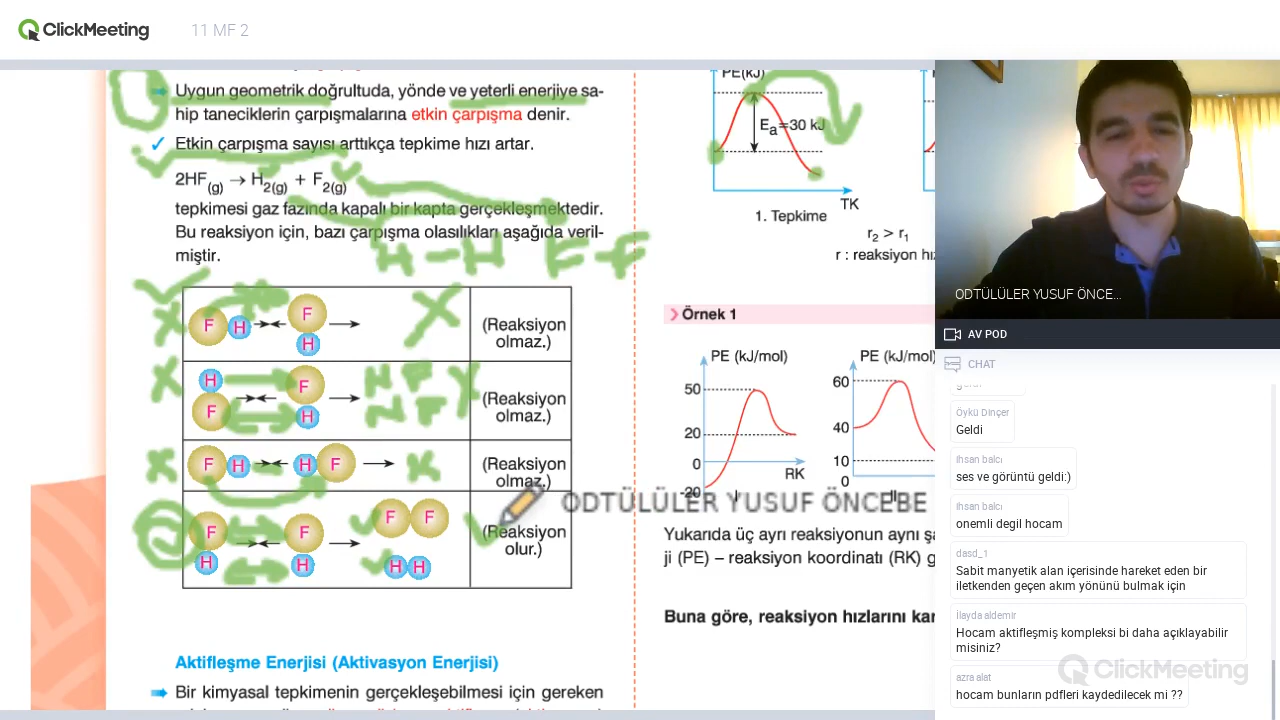 ClickMeeting 11 MF 2
Uygun geometrik doğrultuda, yönde ve yeterli enerjiye sa-
hip taneciklerin çarpışmalarına etkin çarpışma denir.
✓ Etkin çarpışma sayısı arttıkça tepkime hızı artar.
2HF(g) → H2(g) + F2(g)
tepkimesi gaz fazında kapalı bir kapta gerçekleşmektedir.
Bu reaksiyon için, bazı çarpışma olasılıkları aşağıda veril-
miştir.
H-H F-F
F H F H
(Reaksiyon
olmaz.)
H F F H
HF
HF
(Reaksiyon
olmaz.)
F H H F
(Reaksiyon
olmaz.)
F H F H F F H H
(Reaksiyon
olur.)
Aktifleşme Enerjisi (Aktivasyon Enerjisi)
Bir kimyasal tepkimenin gerçekleşebilmesi için gereken
PE(kJ)
Ea=30 kJ
TK
1. Tepkime
r2 > r1
r : reaksiyon hı
Örnek 1
PE (kJ/mol)
50
20
0
-20
RK
I
PE (kJ/mol)
60
40
10
0
II
ODTÜLÜLER YUSUF ÖNCEBE
Yukarıda üç ayrı reaksiyonun aynı şa
ji (PE) – reaksiyon koordinatı (RK) g
Buna göre, reaksiyon hızlarını kar
ODTÜLÜLER YUSUF ÖNCE...
AV POD
CHAT
Öykü Dinçer
Geldi
ihsan balcı
ses ve görüntü geldi:)
ihsan balcı
onemli degil hocam
dasd_1
Sabit manyetik alan içerisinde hareket eden bir
iletkenden geçen akım yönünü bulmak için
ilayda aldemir
Hocam aktifleşmiş kompleksi bi daha açıklayabilir
misiniz?
azra alat
hocam bunların pdfleri kaydedilecek mi ??
ClickMeeting